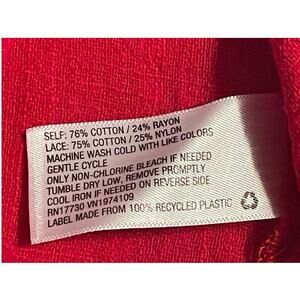 SELF: 76% COTTON / 24% RAYON
LACE: 75% COTTON / 25% NYLON
MACHINE WASH COLD WITH LIKE COLORS
GENTLE CYCLE
ONLY NON-CHLORINE BLEACH IF NEEDED
TUMBLE DRY LOW. REMOVE PROMPTLY
COOL IRON IF NEEDED ON REVERSE SIDE
RN17730 VN1974109
LABEL MADE FROM 100% RECYCLED PLASTIC